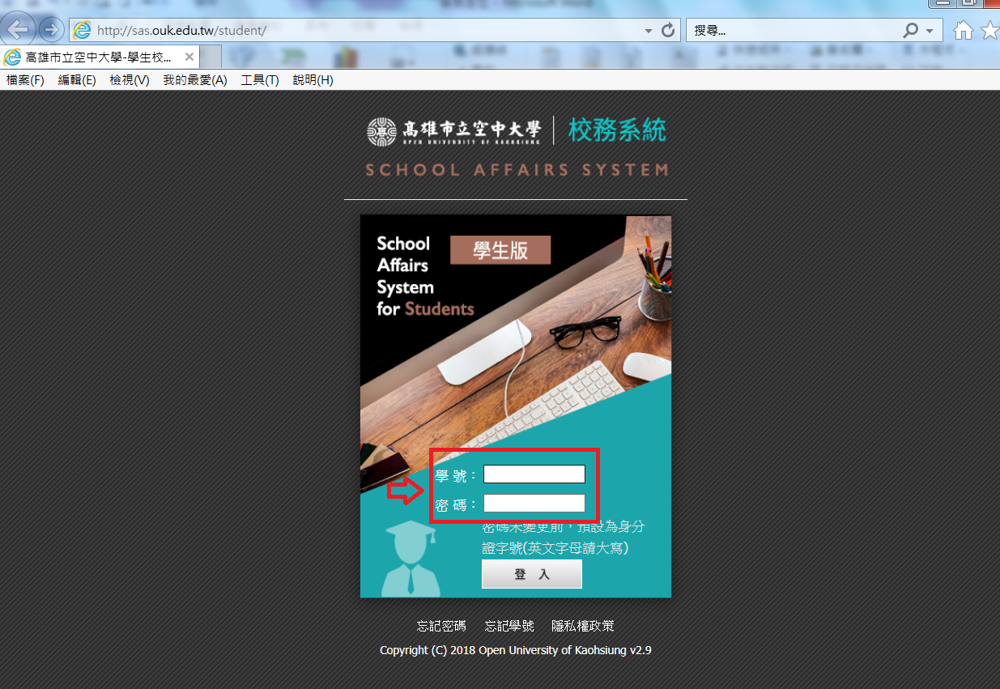 http://sas.ouk.edu.tw/student/
搜尋...
高雄市立空中大學-學生校...
檔案(F) 編輯(E) 檢視(V) 我的最愛(A) 工具(T) 說明(H)
高雄市立空中大學 校務系統
OPEN UNIVERSITY OF KAOHSIUNG
SCHOOL AFFAIRS SYSTEM
School
Affairs
System
for Students
學生版
學 號：
密 碼：
密碼未變更前，預設為身分
證字號(英文字母請大寫)
登 入
忘記密碼 忘記學號 隱私權政策
Copyright (C) 2018 Open University of Kaohsiung v2.9